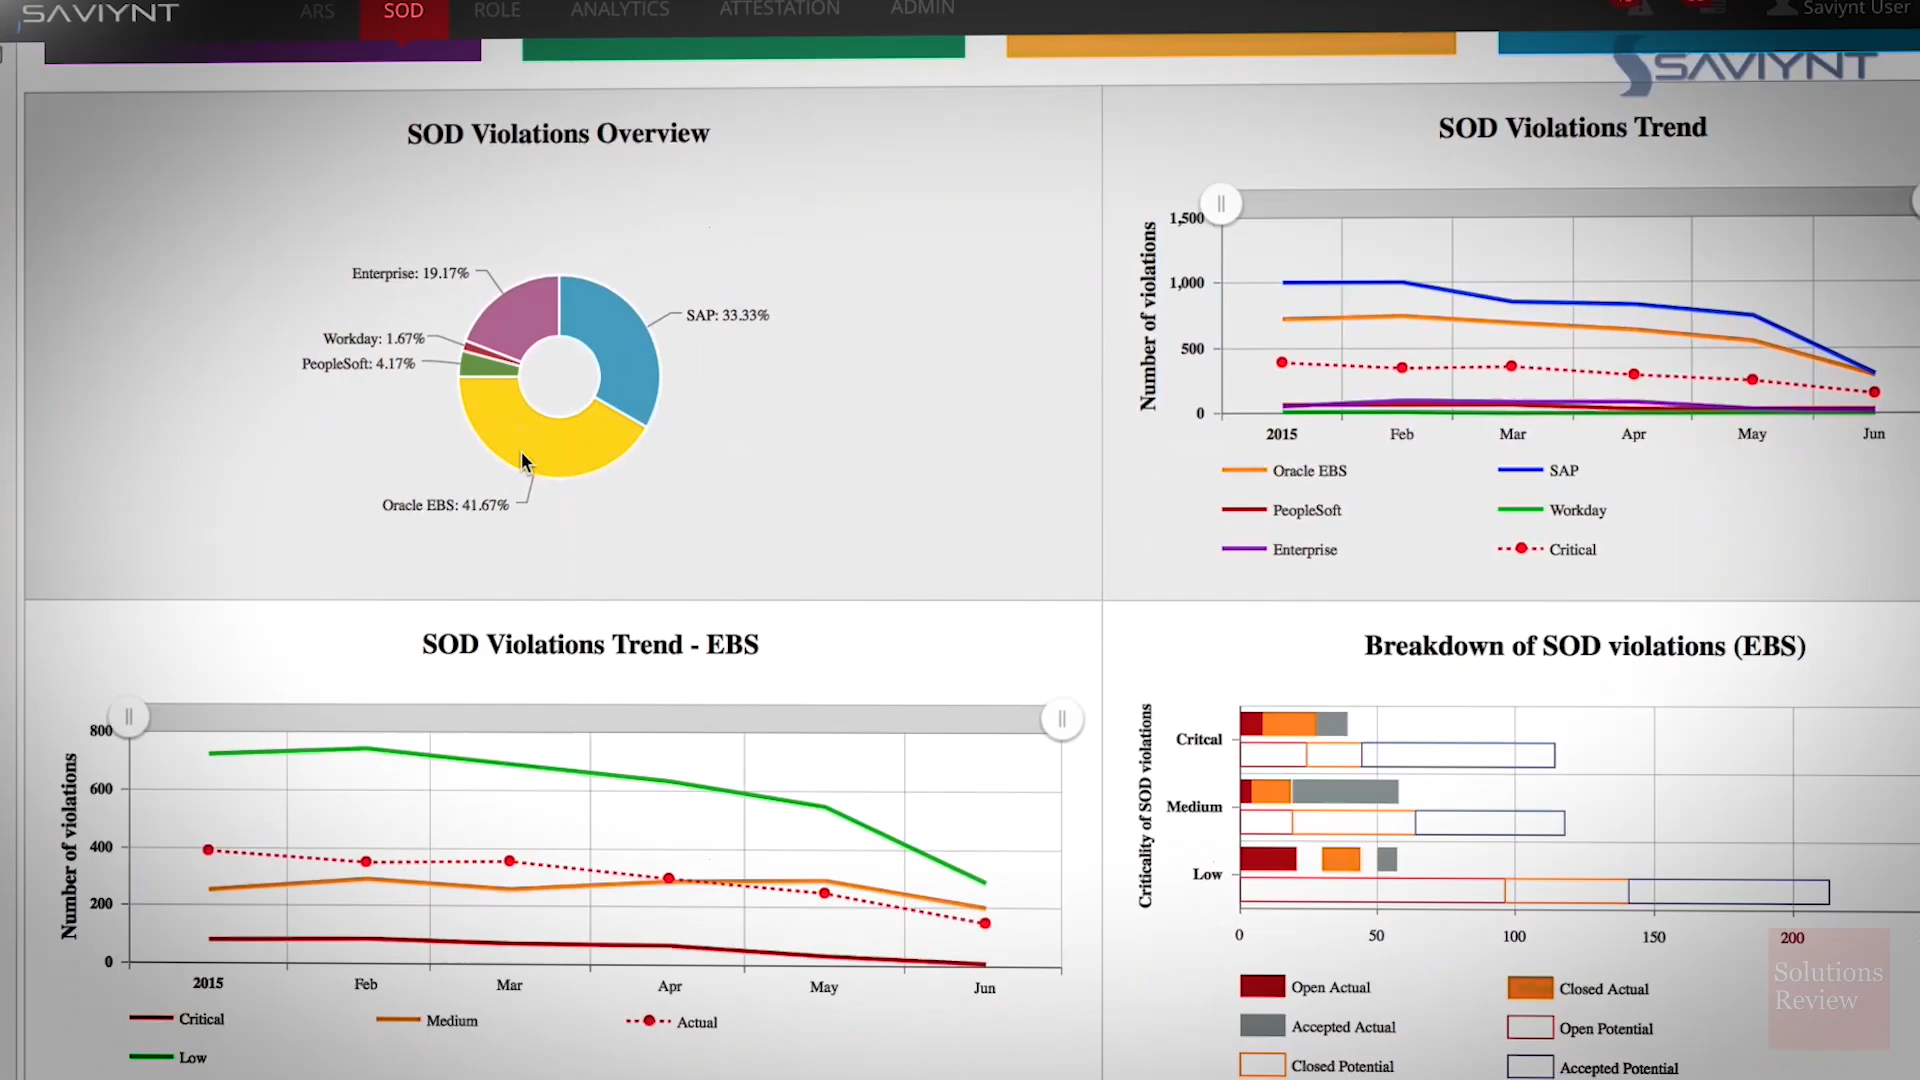 SAVIYNT
ARS
SOD
ROLE
ANALYTICS
ATTESTATION
ADMIN
Saviynt User
SAVIYNT
SOD Violations Overview
Enterprise: 19.17%
Workday: 1.67%
PeopleSoft: 4.17%
SAP: 33.33%
Oracle EBS: 41.67%
SOD Violations Trend
Number of violations
1,500
1,000
500
0
2015
Feb
Mar
Apr
May
Jun
Oracle EBS
SAP
PeopleSoft
Workday
Enterprise
Critical
SOD Violations Trend - EBS
Number of violations
800
600
400
200
0
2015
Feb
Mar
Apr
May
Jun
Critical
Medium
Actual
Low
Breakdown of SOD violations (EBS)
Criticality of SOD violations
Critcal
Medium
Low
0
50
100
150
200
Open Actual
Closed Actual
Accepted Actual
Open Potential
Closed Potential
Accepted Potential
Solutions
Review